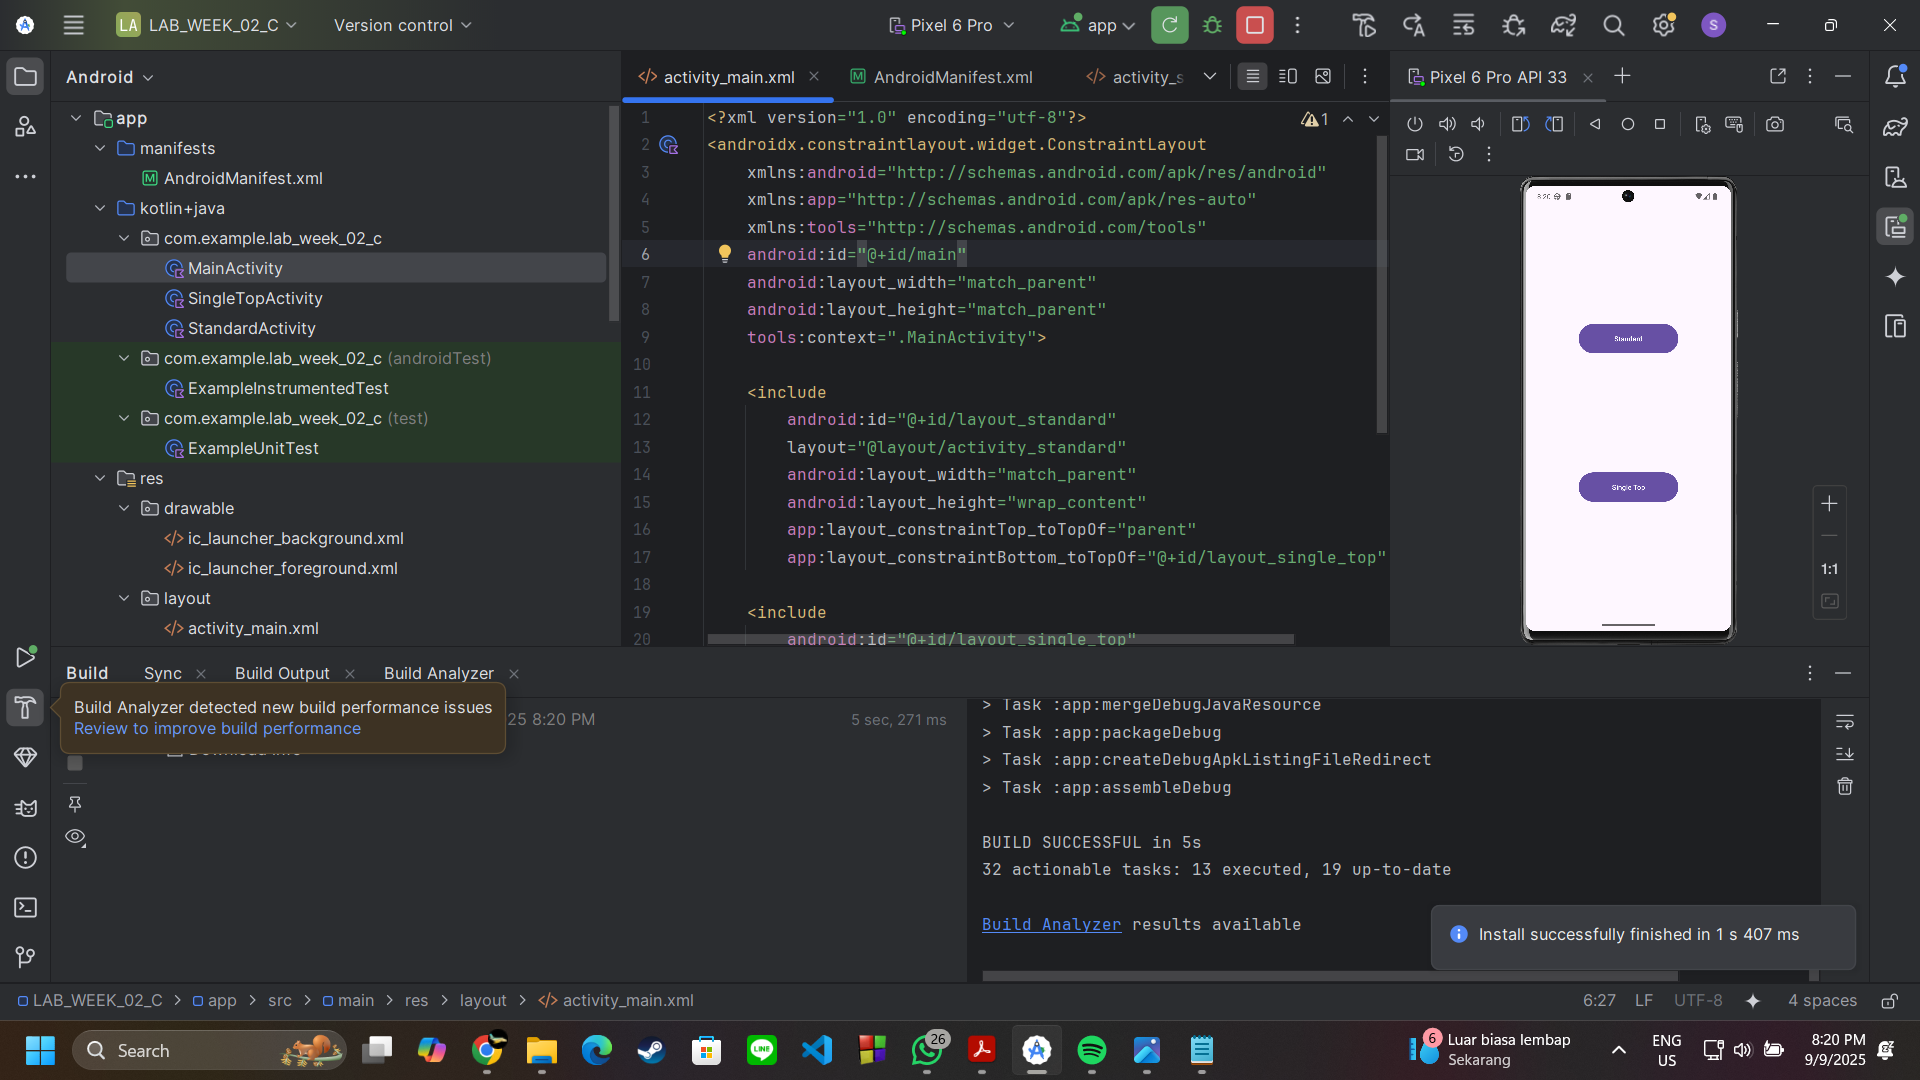 LA LAB_WEEK_02_C
Version control
Pixel 6 Pro
app
S
Android
activity_main.xml
AndroidManifest.xml
activity_s
Pixel 6 Pro API 33
app
manifests
AndroidManifest.xml
kotlin+java
com.example.lab_week_02_c
MainActivity
SingleTopActivity
StandardActivity
com.example.lab_week_02_c (androidTest)
ExampleInstrumentedTest
com.example.lab_week_02_c (test)
ExampleUnitTest
res
drawable
ic_launcher_background.xml
ic_launcher_foreground.xml
layout
activity_main.xml
1 <?xml version="1.0" encoding="utf-8"?>
2 <androidx.constraintlayout.widget.ConstraintLayout
3 xmlns:android="http://schemas.android.com/apk/res/android"
4 xmlns:app="http://schemas.android.com/apk/res-auto"
5 xmlns:tools="http://schemas.android.com/tools"
6 android:id="@+id/main"
7 android:layout_width="match_parent"
8 android:layout_height="match_parent"
9 tools:context=".MainActivity">
10
11 <include
12 android:id="@+id/layout_standard"
13 layout="@layout/activity_standard"
14 android:layout_width="match_parent"
15 android:layout_height="wrap_content"
16 app:layout_constraintTop_toTopOf="parent"
17 app:layout_constraintBottom_toTopOf="@+id/layout_single_top"
18
19 <include
20 android:id="@+id/layout_single_top"
1
8:20
Standard
Single Top
1:1
Build
Sync
Build Output
Build Analyzer
Build Analyzer detected new build performance issues
Review to improve build performance
25 8:20 PM
5 sec, 271 ms
Download info
> Task :app:mergeDebugJavaResource
> Task :app:packageDebug
> Task :app:createDebugApkListingFileRedirect
> Task :app:assembleDebug
BUILD SUCCESSFUL in 5s
32 actionable tasks: 13 executed, 19 up-to-date
Build Analyzer results available
Install successfully finished in 1 s 407 ms
LAB_WEEK_02_C > app > src > main > res > layout > activity_main.xml
6:27 LF UTF-8 4 spaces
Search
LINE
26
6
Luar biasa lembap
Sekarang
ENG
US
8:20 PM
9/9/2025